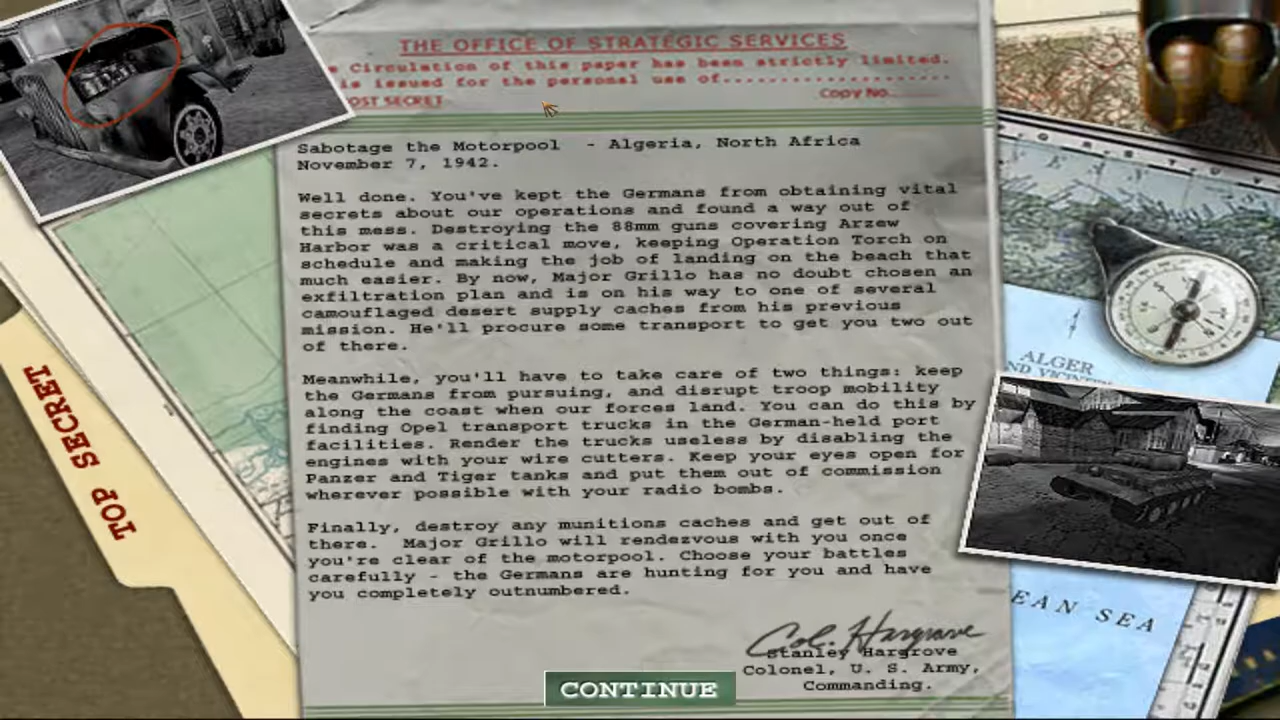 THE OFFICE OF STRATEGIC SERVICES
Circulation of this paper has been strictly limited.
is issued for the personal use of..............................
OST SECRET
Copy No..........
Sabotage the Motorpool - Algeria, North Africa
November 7, 1942.
Well done. You've kept the Germans from obtaining vital
secrets about our operations and found a way out of
this mess. Destroying the 88mm guns covering Arzew
Harbor was a critical move, keeping Operation Torch on
schedule and making the job of landing on the beach that
much easier. By now, Major Grillo has no doubt chosen an
exfiltration plan and is on his way to one of several
camouflaged desert supply caches from his previous
mission. He'll procure some transport to get you two out
of there.
Meanwhile, you'll have to take care of two things: keep
the Germans from pursuing, and disrupt troop mobility
along the coast when our forces land. You can do this by
finding Opel transport trucks in the German-held port
facilities. Render the trucks useless by disabling the
engines with your wire cutters. Keep your eyes open for
Panzer and Tiger tanks and put them out of commission
wherever possible with your radio bombs.
Finally, destroy any munitions caches and get out of
there.  Major Grillo will rendezvous with you once
you're clear of the motorpool. Choose your battles
carefully - the Germans are hunting for you and have
you completely outnumbered.
Col. Hargrove
Stanley Hargrove
Colonel, U. S. Army,
Commanding.
CONTINUE
TOP SECRET
ALGER
EAN SEA